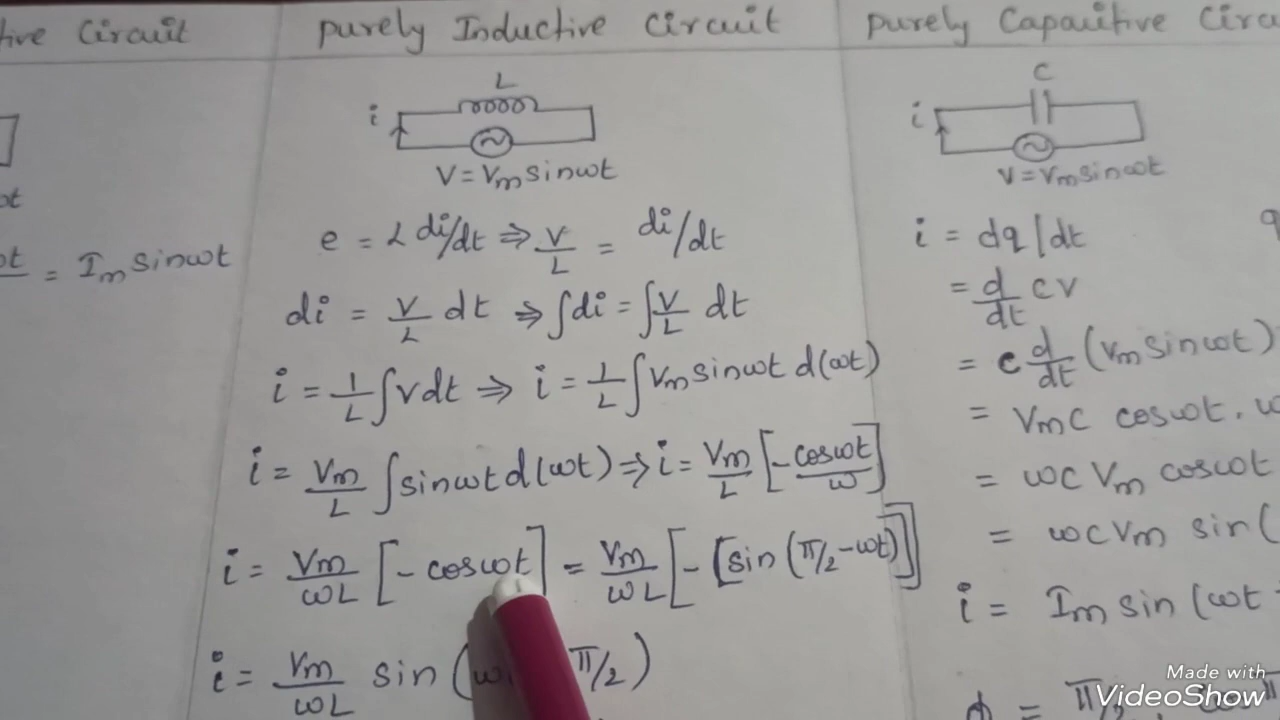 tive Circuit
= Im sinωt
purely Inductive Circuit
L
i
V = Vm sinωt
e = L di/dt ⇒ V/L = di/dt
di = V/L dt ⇒ ∫di = ∫V/L dt
i = 1/L ∫v dt ⇒ i = 1/L ∫Vm sinωt d(ωt)
i = Vm/L ∫sinωt d(ωt) ⇒ i = Vm/L [-cosωt/ω]
i = Vm/ωL [-cosωt] = Vm/ωL [-[sin(π/2-ωt)]]
i = Vm/ωL sin(ω π/2)
purely Capacitive Circu
C
i
V = Vm sinωt
i = dq/dt
= d/dt CV
= C d/dt (Vm sinωt)
= VmC cosωt . ω
= ωC Vm cosωt
= ωCVm sin(
i = Im sin(ωt
ϕ = π/2
Made with
VideoShow